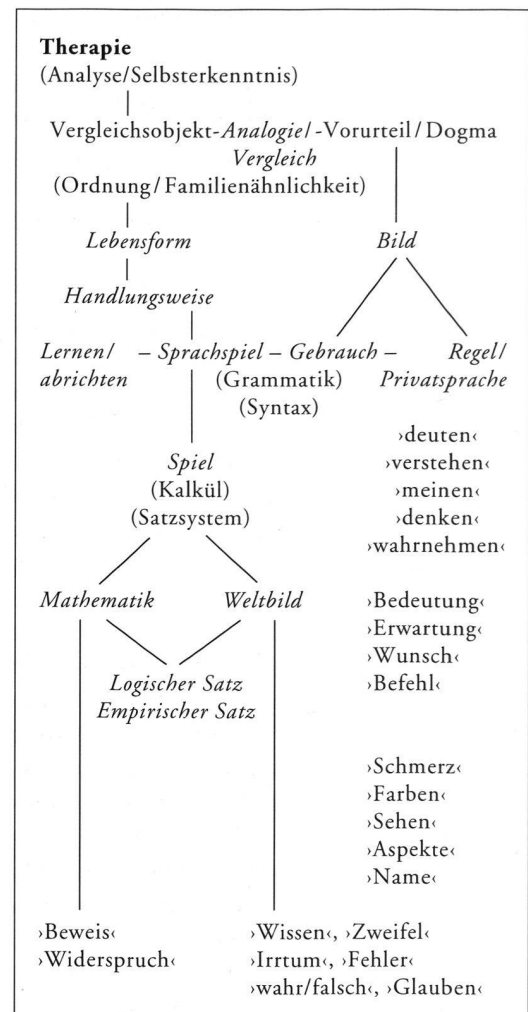 Therapie
(Analyse/Selbsterkenntnis)
Vergleichsobjekt-Analogie/-Vorurteil/Dogma
Vergleich
(Ordnung/Familienähnlichkeit)
Lebensform Bild
Handlungsweise
Lernen/ – Sprachspiel – Gebrauch – Regel/
abrichten (Grammatik) Privatsprache
(Syntax)
›deuten‹
Spiel ›verstehen‹
(Kalkül) ›meinen‹
(Satzsystem) ›denken‹
›wahrnehmen‹
Mathematik Weltbild ›Bedeutung‹
›Erwartung‹
›Wunsch‹
Logischer Satz ›Befehl‹
Empirischer Satz
›Schmerz‹
›Farben‹
›Sehen‹
›Aspekte‹
›Name‹
›Beweis‹ ›Wissen‹, ›Zweifel‹
›Widerspruch‹ ›Irrtum‹, ›Fehler‹
›wahr/falsch‹, ›Glauben‹